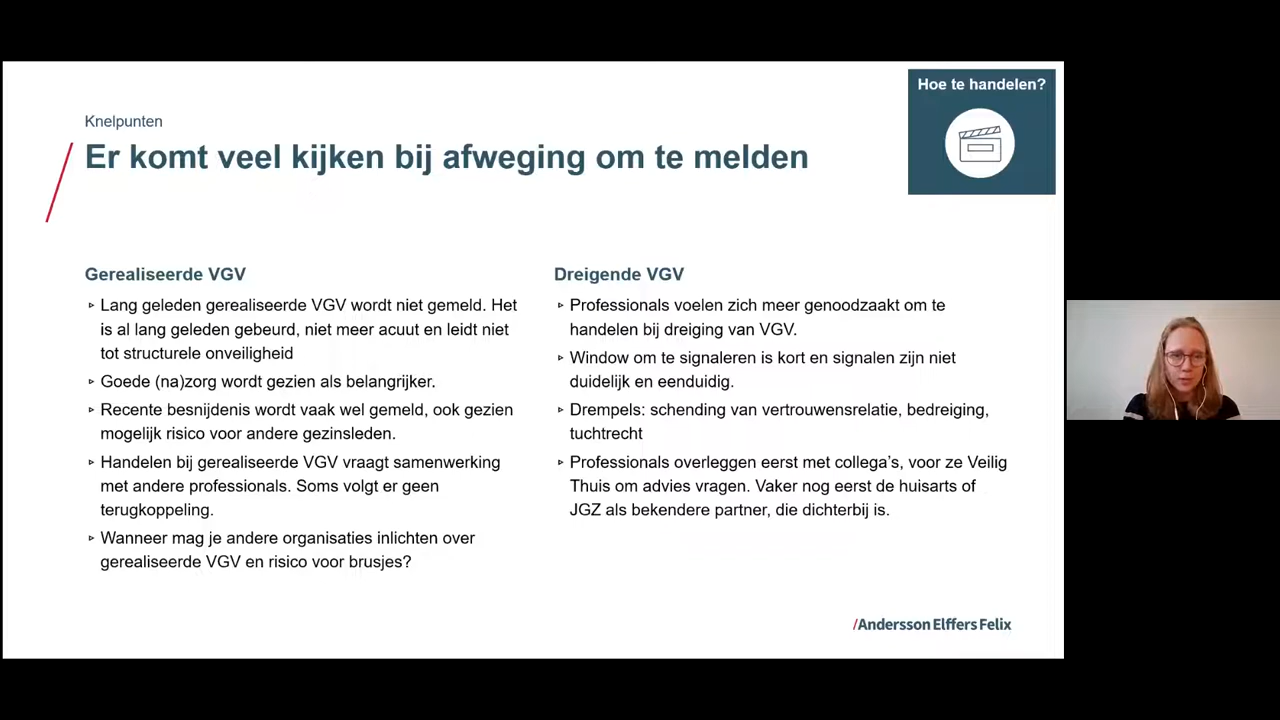 Hoe te handelen?
Knelpunten
Er komt veel kijken bij afweging om te melden
Gerealiseerde VGV
▹ Lang geleden gerealiseerde VGV wordt niet gemeld. Het
is al lang geleden gebeurd, niet meer acuut en leidt niet
tot structurele onveiligheid
▹ Goede (na)zorg wordt gezien als belangrijker.
▹ Recente besnijdenis wordt vaak wel gemeld, ook gezien
mogelijk risico voor andere gezinsleden.
▹ Handelen bij gerealiseerde VGV vraagt samenwerking
met andere professionals. Soms volgt er geen
terugkoppeling.
▹ Wanneer mag je andere organisaties inlichten over
gerealiseerde VGV en risico voor brusjes?
Dreigende VGV
▹ Professionals voelen zich meer genoodzaakt om te
handelen bij dreiging van VGV.
▹ Window om te signaleren is kort en signalen zijn niet
duidelijk en eenduidig.
▹ Drempels: schending van vertrouwensrelatie, bedreiging,
tuchtrecht
▹ Professionals overleggen eerst met collega’s, voor ze Veilig
Thuis om advies vragen. Vaker nog eerst de huisarts of
JGZ als bekendere partner, die dichterbij is.
/Andersson Elffers Felix